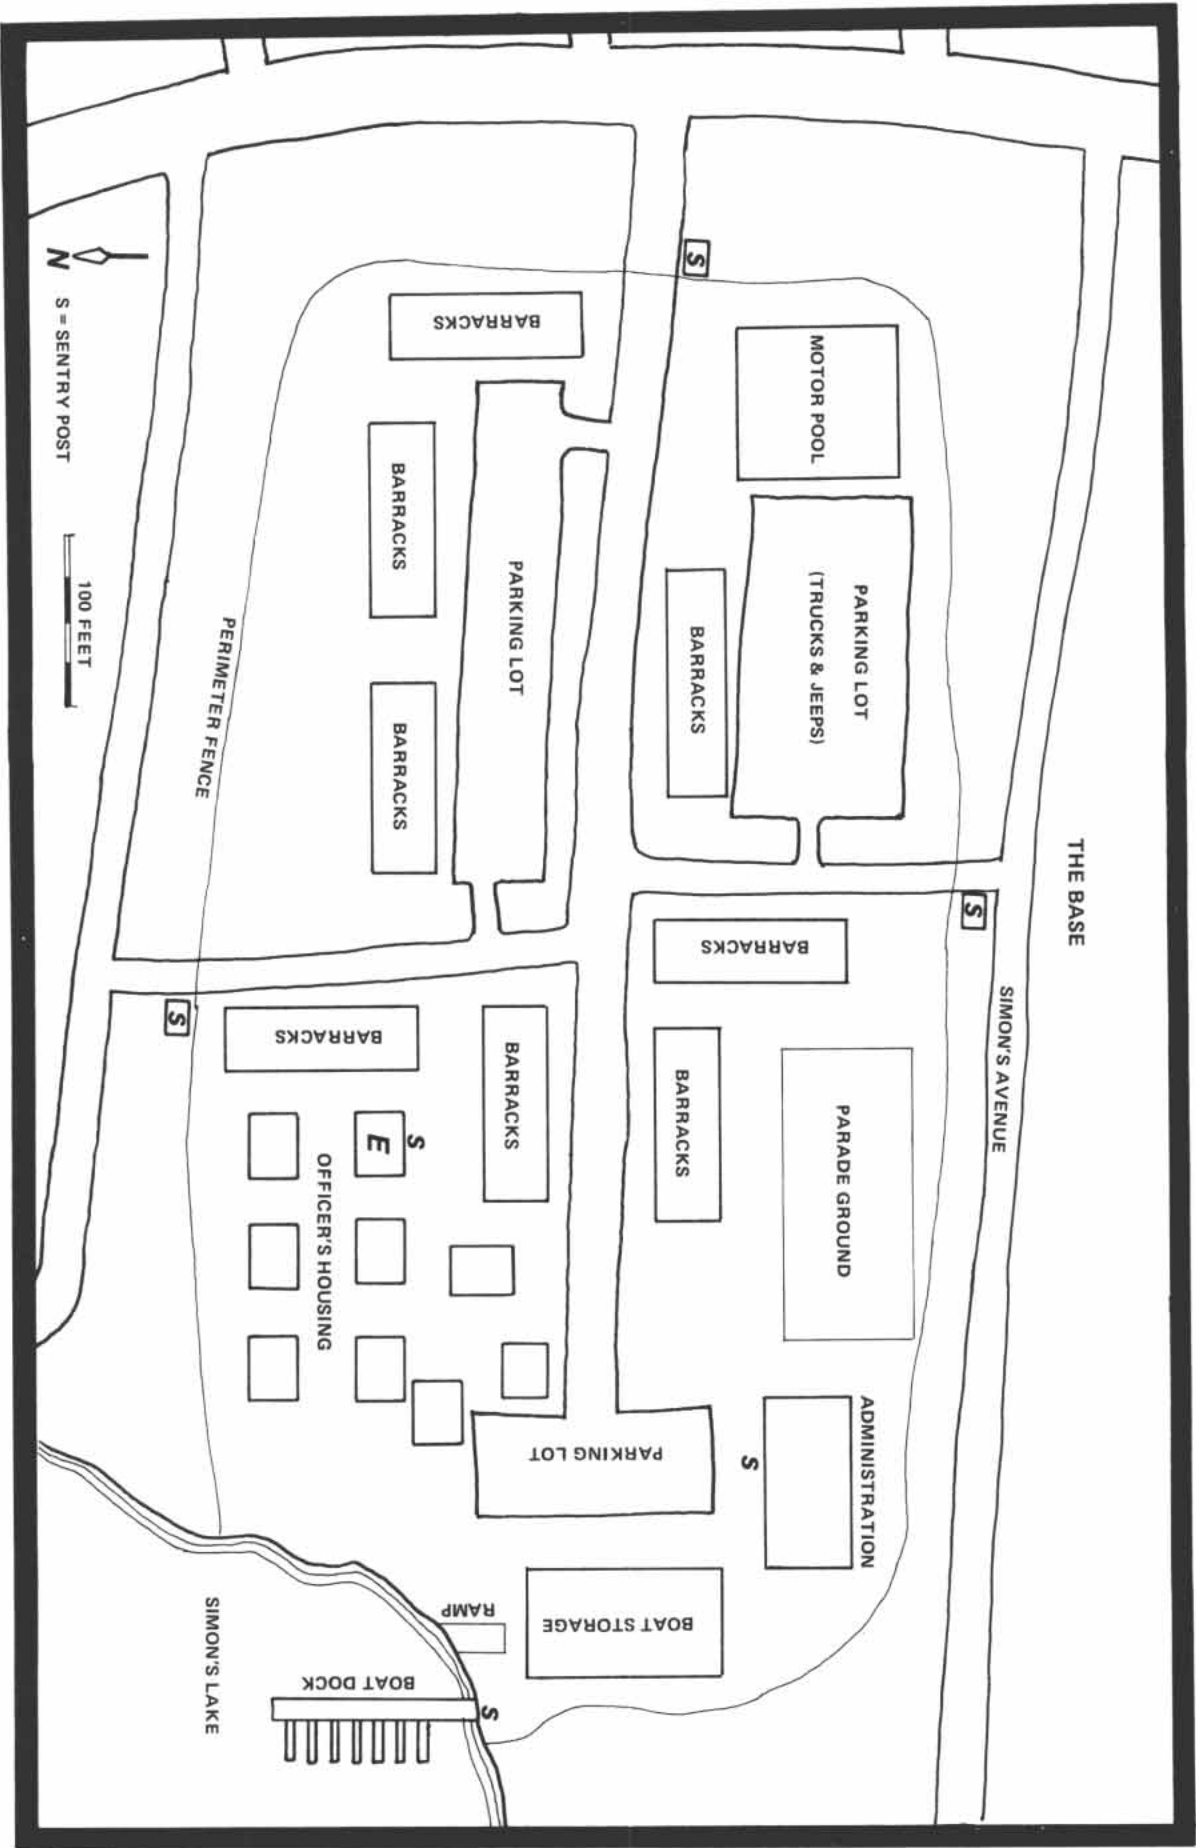 THE BASE
SIMON'S AVENUE
S
S
MOTOR POOL
PARKING LOT
(TRUCKS & JEEPS)
BARRACKS
BARRACKS
BARRACKS
PARADE GROUND
ADMINISTRATION
S
BARRACKS
BARRACKS
BARRACKS
PARKING LOT
BARRACKS
BARRACKS
S
E
S
OFFICER'S HOUSING
PARKING LOT
BOAT STORAGE
RAMP
BOAT DOCK
S
SIMON'S LAKE
PERIMETER FENCE
N
S = SENTRY POST
100 FEET